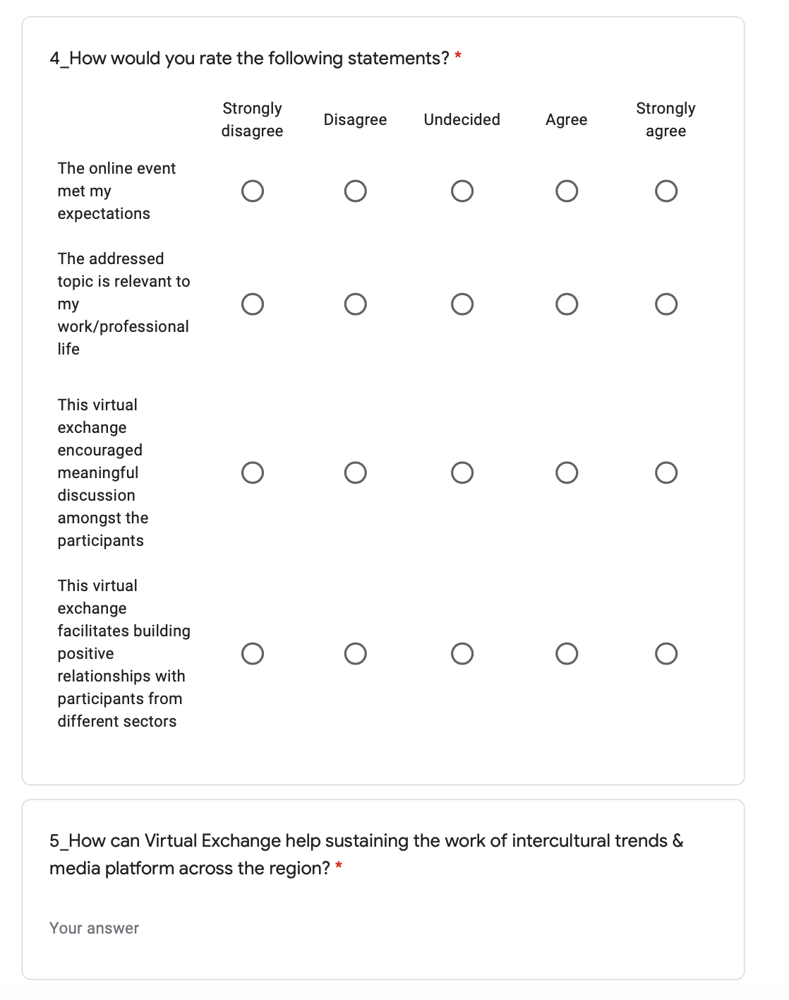 4_How would you rate the following statements? *
Strongly
disagree
Disagree
Undecided
Agree
Strongly
agree
The online event
met my
expectations
The addressed
topic is relevant to
my
work/professional
life
This virtual
exchange
encouraged
meaningful
discussion
amongst the
participants
This virtual
exchange
facilitates building
positive
relationships with
participants from
different sectors
5_How can Virtual Exchange help sustaining the work of intercultural trends &
media platform across the region? *
Your answer